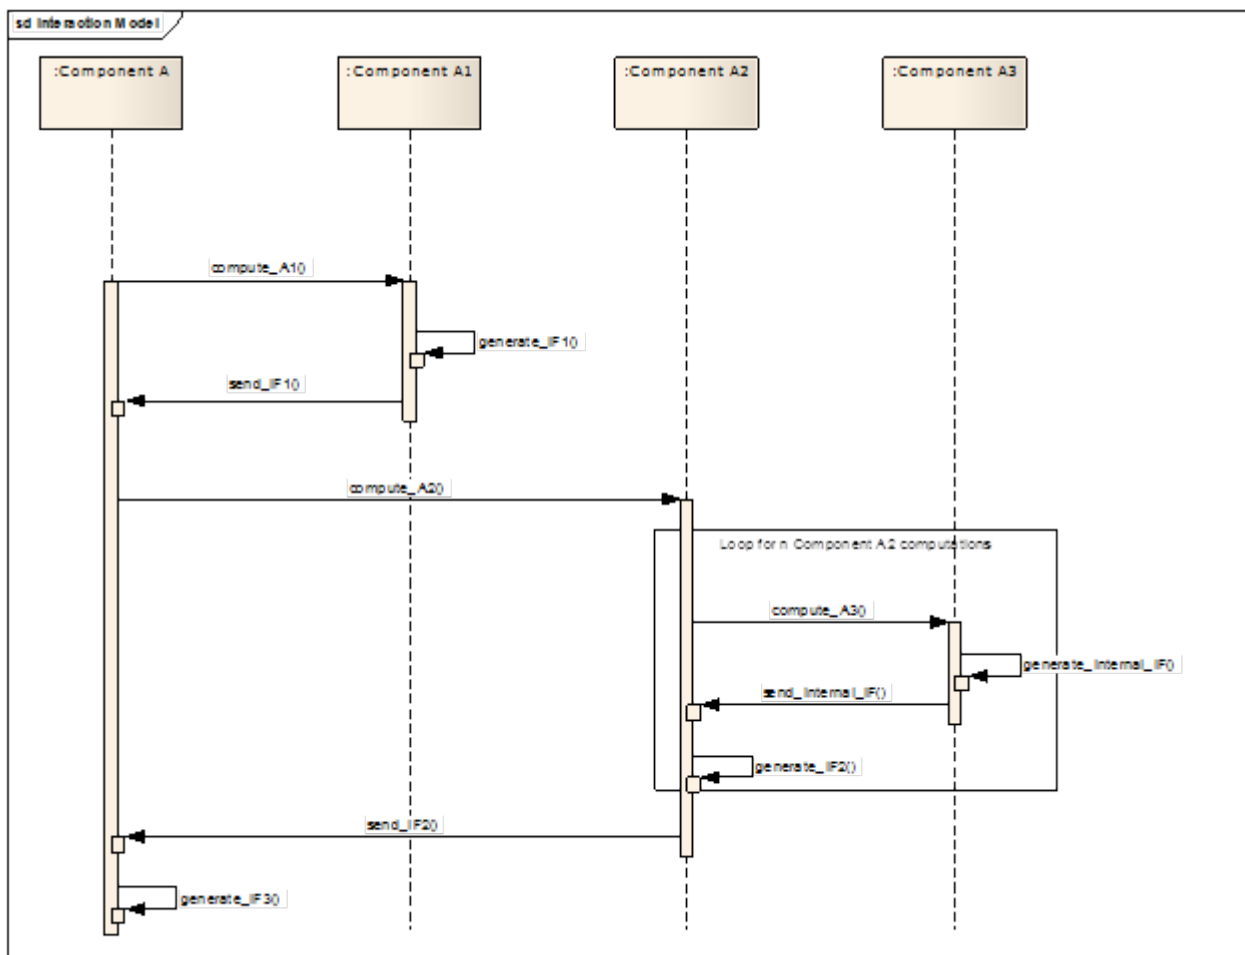 sd Interaction Model
:Component A
:Component A1
:Component A2
:Component A3
compute_A1()
generate_IF1()
send_IF1()
compute_A2()
Loop for n Component A2 computations
compute_A3()
generate_Internal_IF()
send_Internal_IF()
generate_IF2()
send_IF2()
generate_IF3()